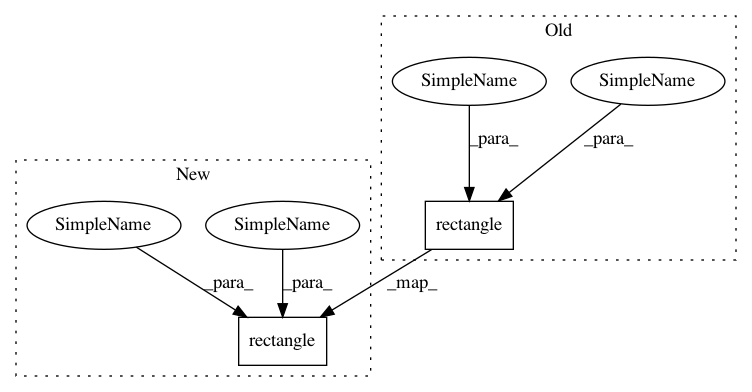 Old
SimpleName
SimpleName
_para_
_para_
New
SimpleName
SimpleName
rectangle
_para_
_para_
_map_
rectangle